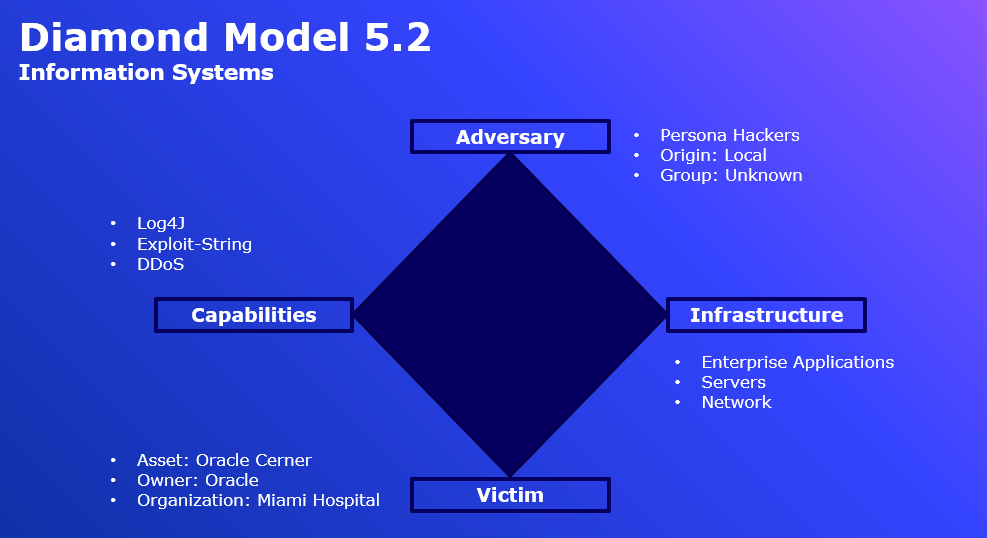 Diamond Model 5.2
Information Systems
Adversary
• Persona Hackers
• Origin: Local
• Group: Unknown
• Log4J
• Exploit-String
• DDoS
Capabilities
Infrastructure
• Enterprise Applications
• Servers
• Network
• Asset: Oracle Cerner
• Owner: Oracle
• Organization: Miami Hospital
Victim